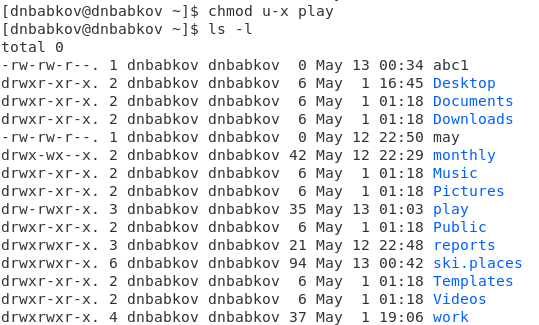 [dnbabkov@dnbabkov ~]$ chmod u-x play
[dnbabkov@dnbabkov ~]$ ls -l
total 0
-rw-rw-r--. 1 dnbabkov dnbabkov  0 May 13 00:34 abc1
drwxr-xr-x. 2 dnbabkov dnbabkov  6 May  1 16:45 Desktop
drwxr-xr-x. 2 dnbabkov dnbabkov  6 May  1 01:18 Documents
drwxr-xr-x. 2 dnbabkov dnbabkov  6 May  1 01:18 Downloads
-rw-rw-r--. 1 dnbabkov dnbabkov  0 May 12 22:50 may
drwx-wx--x. 2 dnbabkov dnbabkov 42 May 12 22:29 monthly
drwxr-xr-x. 2 dnbabkov dnbabkov  6 May  1 01:18 Music
drwxr-xr-x. 2 dnbabkov dnbabkov  6 May  1 01:18 Pictures
drw-rwxr-x. 3 dnbabkov dnbabkov 35 May 13 01:03 play
drwxr-xr-x. 2 dnbabkov dnbabkov  6 May  1 01:18 Public
drwxrwxr-x. 3 dnbabkov dnbabkov 21 May 12 22:48 reports
drwxrwxr-x. 6 dnbabkov dnbabkov 94 May 13 00:42 ski.places
drwxr-xr-x. 2 dnbabkov dnbabkov  6 May  1 01:18 Templates
drwxr-xr-x. 2 dnbabkov dnbabkov  6 May  1 01:18 Videos
drwxrwxr-x. 4 dnbabkov dnbabkov 37 May  1 19:06 work